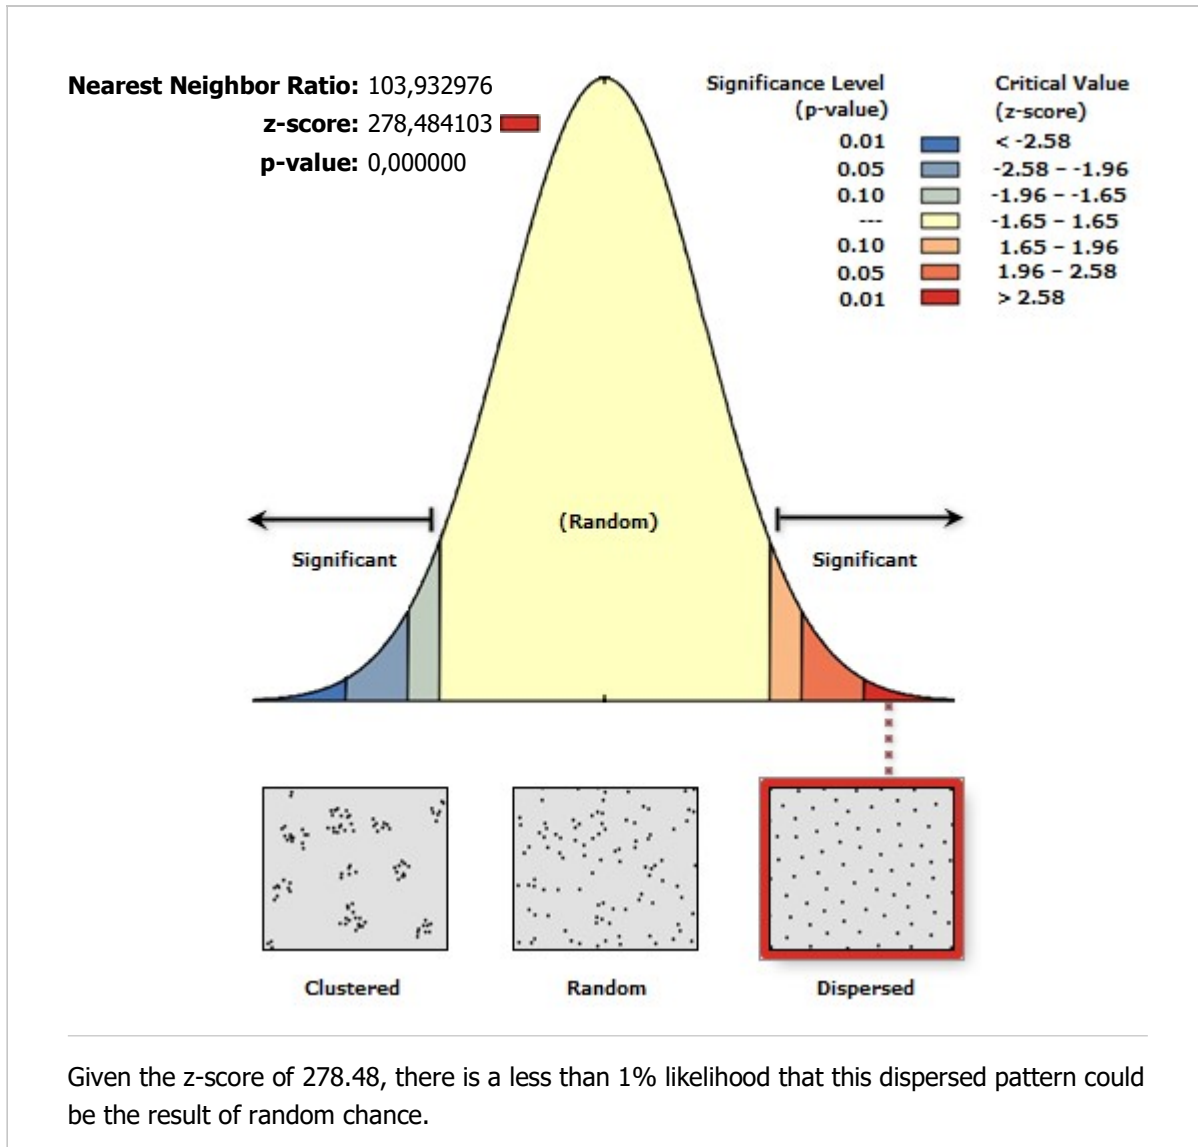 Nearest Neighbor Ratio: 103,932976
z-score: 278,484103
p-value: 0,000000
Significance Level Critical Value
(p-value) (z-score)
0.01 < -2.58
0.05 -2.58 – -1.96
0.10 -1.96 – -1.65
--- -1.65 – 1.65
0.10 1.65 – 1.96
0.05 1.96 – 2.58
0.01 > 2.58
(Random)
Significant Significant
Clustered Random Dispersed
Given the z-score of 278.48, there is a less than 1% likelihood that this dispersed pattern could
be the result of random chance.